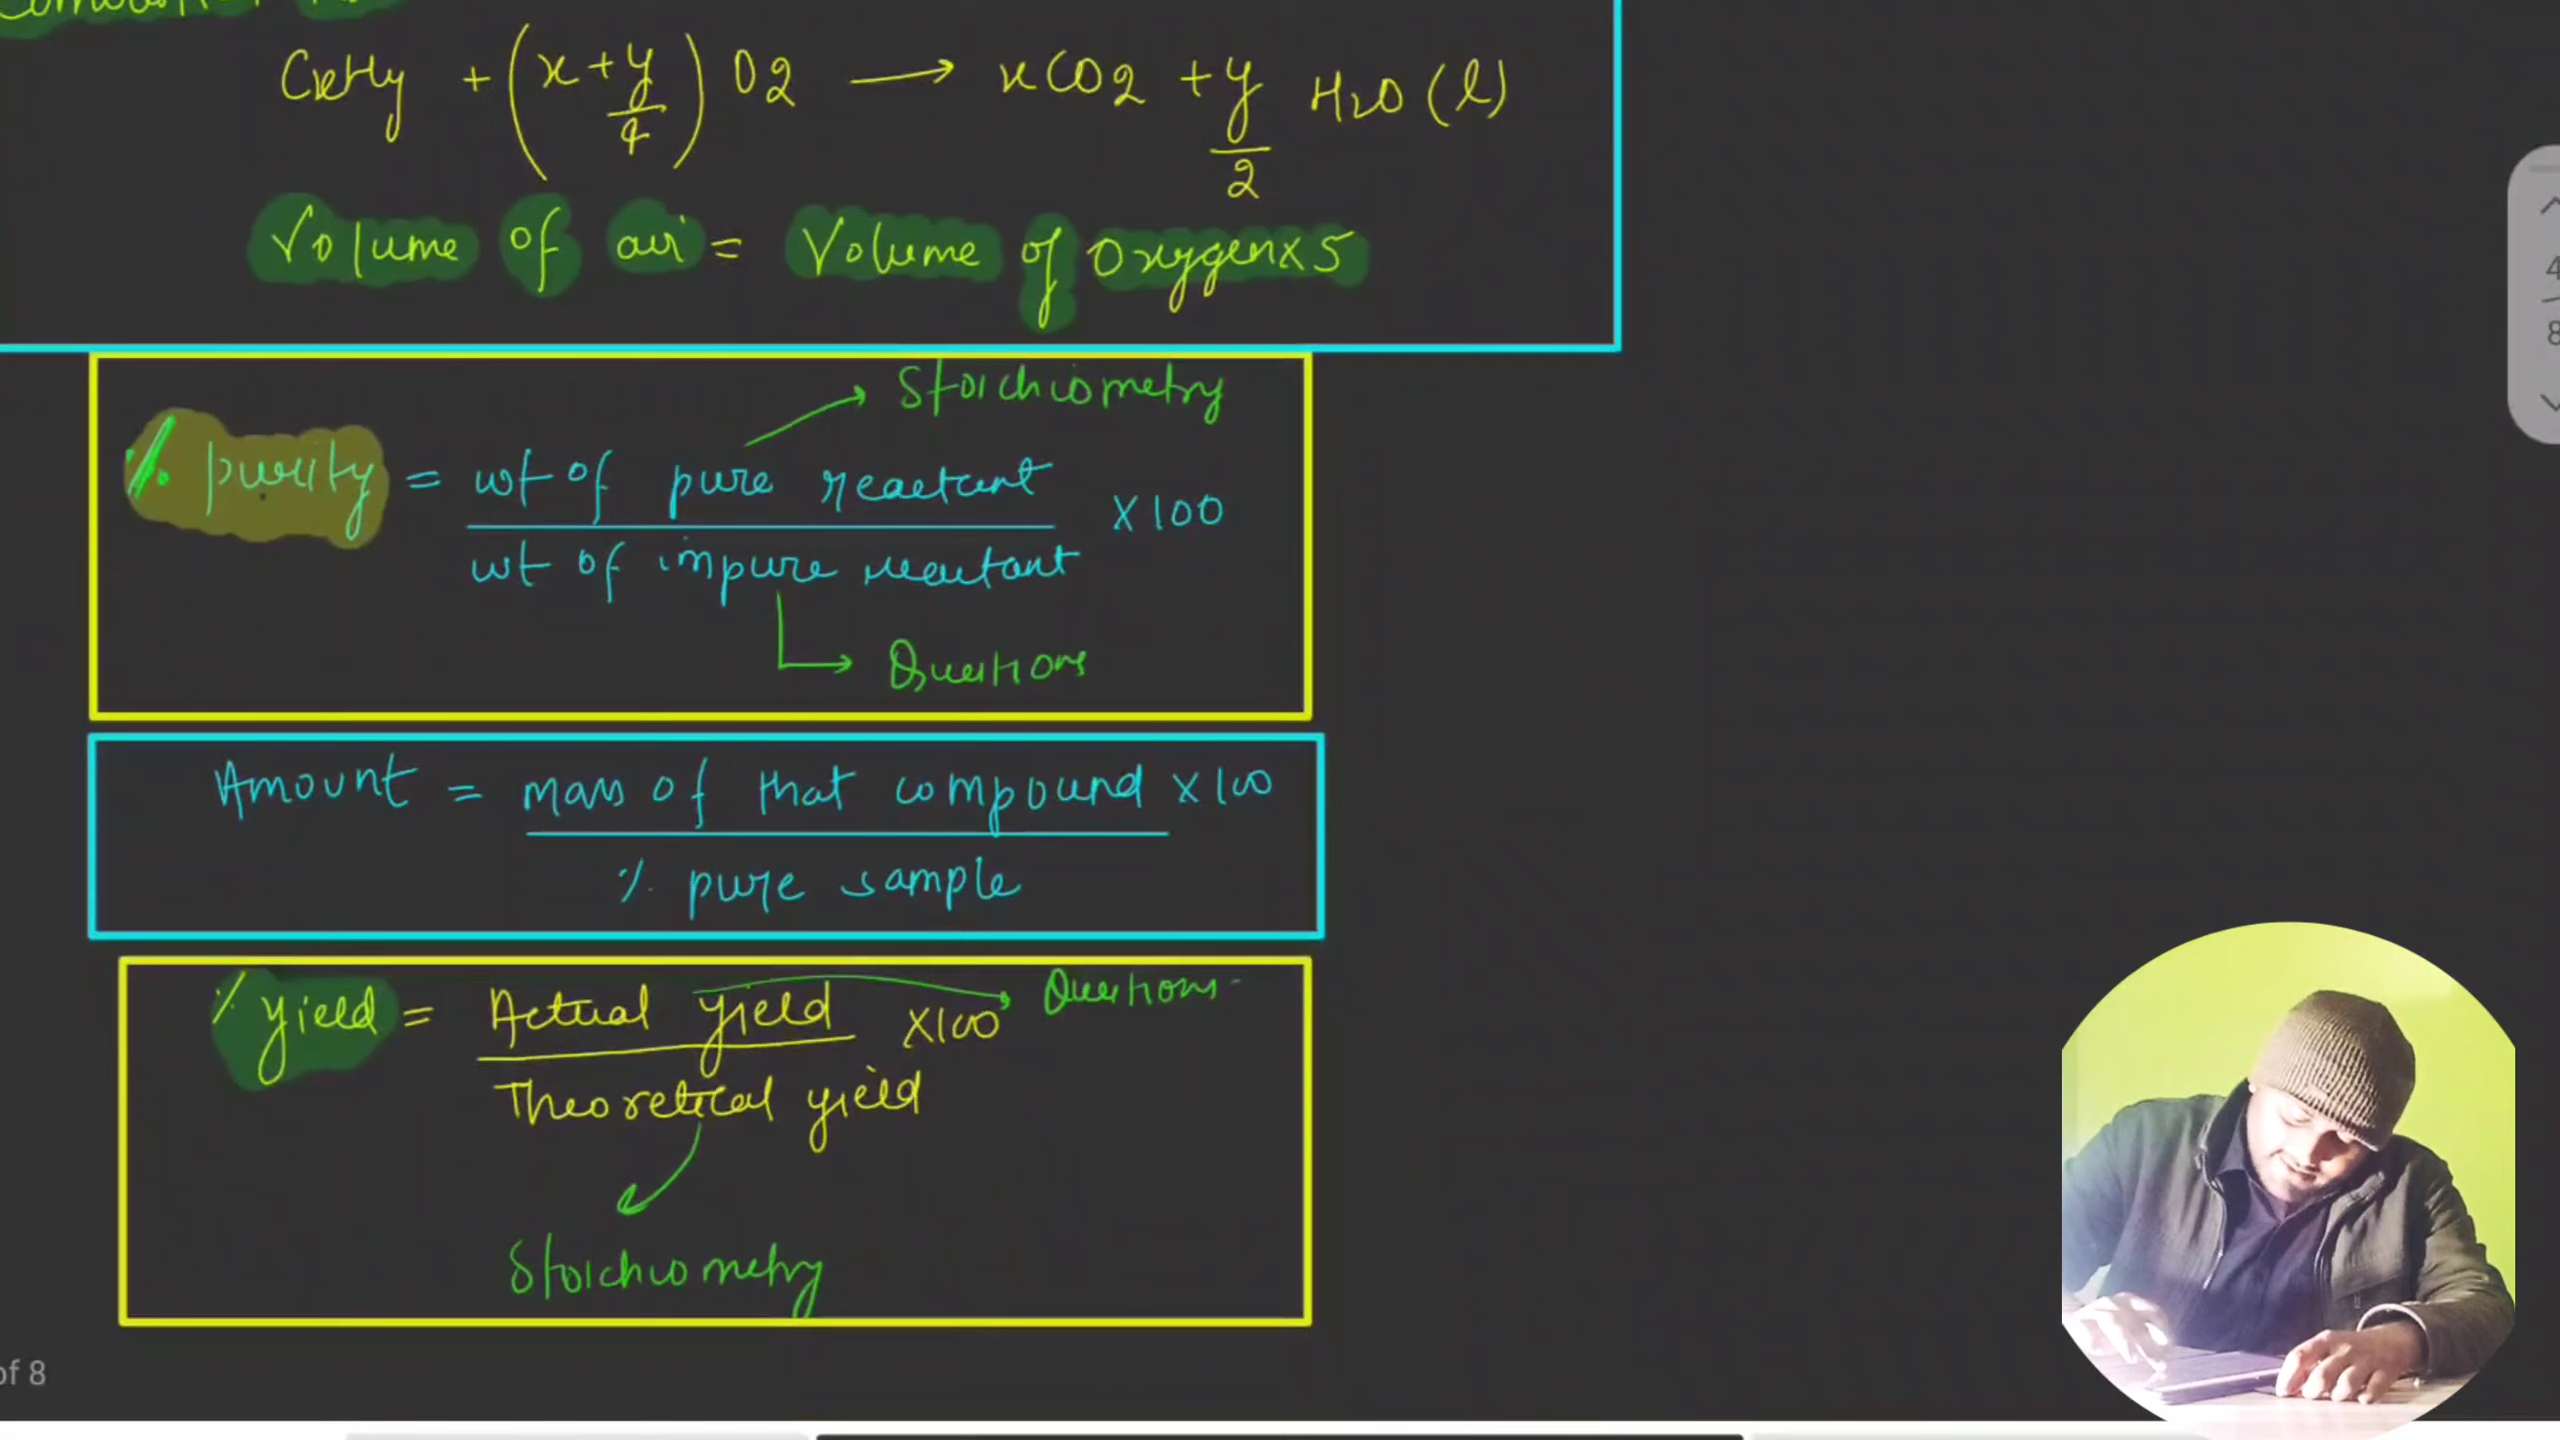 CxHy + (x + y/4) O2 → xCO2 + y/2 H2O (l)
Volume of air = Volume of Oxygen x 5
Stoichiometry
% purity = wt of pure reactant / wt of impure reactant X 100
Questions
Amount = mass of that compound x 100 / % pure sample
% yield = Actual yield / Theoretical yield X100
Questions
Stoichiometry
of 8
4
8